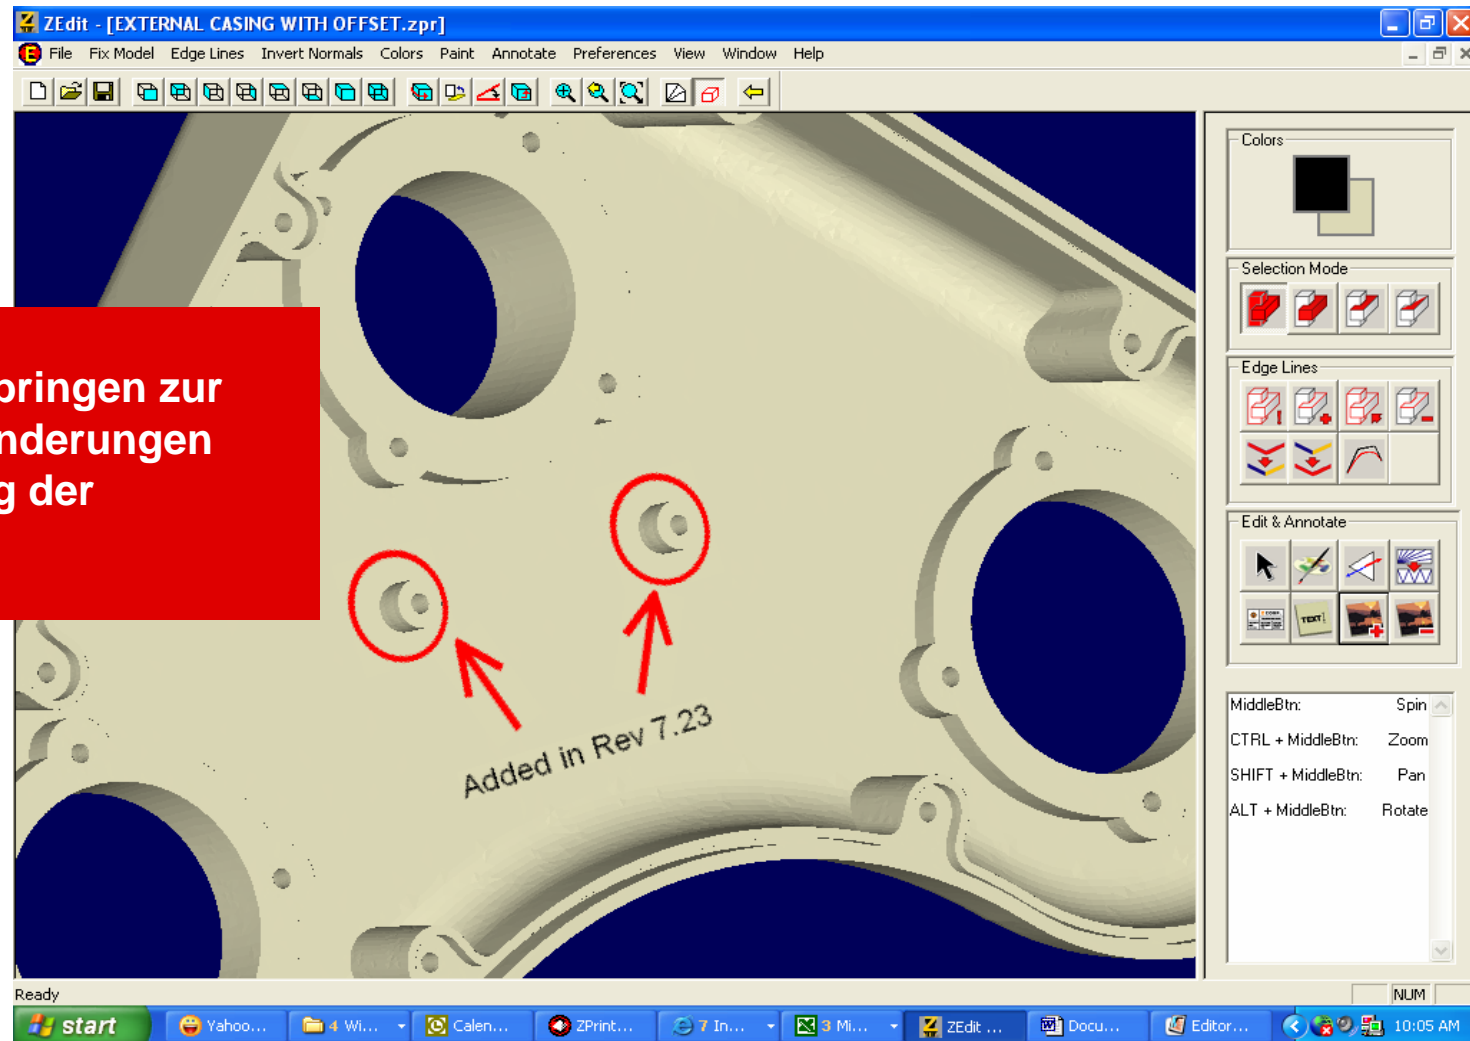 ZEdit - [EXTERNAL CASING WITH OFFSET.zpr]
File Fix Model Edge Lines Invert Normals Colors Paint Annotate Preferences View Window Help
Colors
Selection Mode
Edge Lines
Edit & Annotate
TEXT
MiddleBtn: Spin
CTRL + MiddleBtn: Zoom
SHIFT + MiddleBtn: Pan
ALT + MiddleBtn: Rotate
pringen zur
nderungen
g der
Added in Rev 7.23
Ready
NUM
start Yahoo... 4 Wi... Calen... ZPrint... 7 In... 3 Mi... ZEdit ... Docu... Editor... 10:05 AM